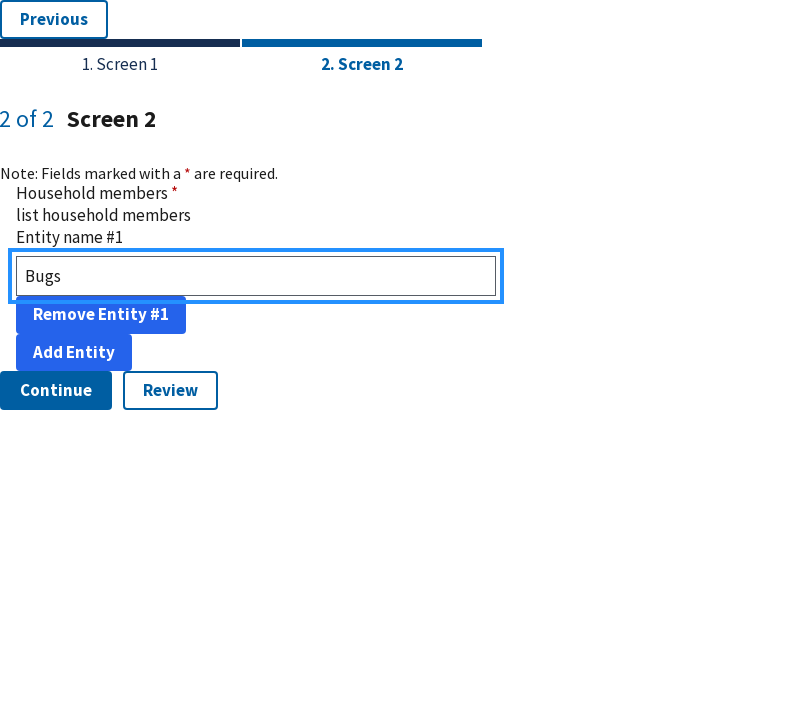 Previous
1. Screen 1
2. Screen 2
2 of 2 Screen 2
Note: Fields marked with a * are required.
Household members *
list household members
Entity name #1
Bugs
Remove Entity #1
Add Entity
Continue
Review